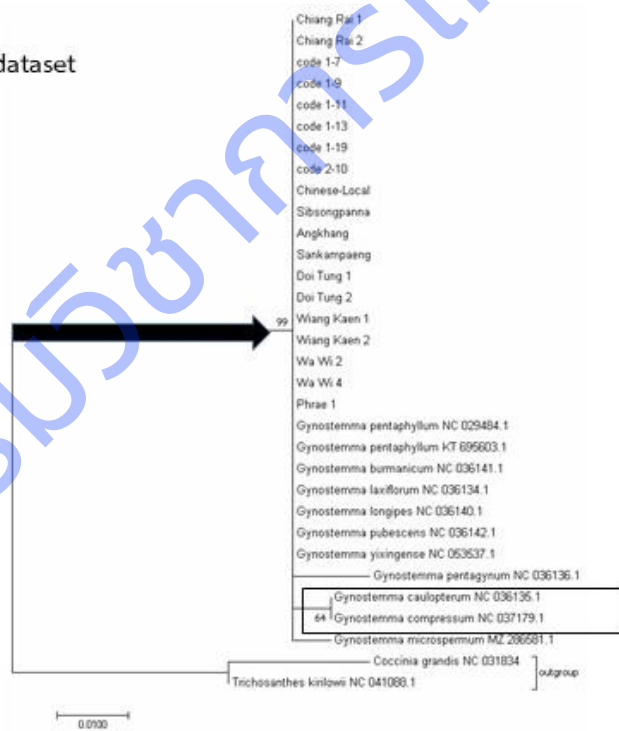 dataset
Chiang Rai 1
Chiang Rai 2
code 1-7
code 1-9
code 1-11
code 1-13
code 1-19
code 2-10
Chinese-Local
Sibsongpanna
Angkhang
Sankampaeng
Doi Tung 1
Doi Tung 2
99
Wiang Kaen 1
Wiang Kaen 2
Wa Wi 2
Wa Wi 4
Phrae 1
Gynostemma pentaphyllum NC 029484.1
Gynostemma pentaphyllum KT 695603.1
Gynostemma burmanicum NC 036141.1
Gynostemma laxiflorum NC 036134.1
Gynostemma longipes NC 036140.1
Gynostemma pubescens NC 036142.1
Gynostemma yixingense NC 053537.1
Gynostemma pentagynum NC 036136.1
Gynostemma caulopterum NC 036135.1
64 Gynostemma compressum NC 037179.1
Gynostemma microspermum MZ 286581.1
Coccinia grandis NC 031834
outgroup
Trichosanthes kirilowii NC 041088.1
0.0100